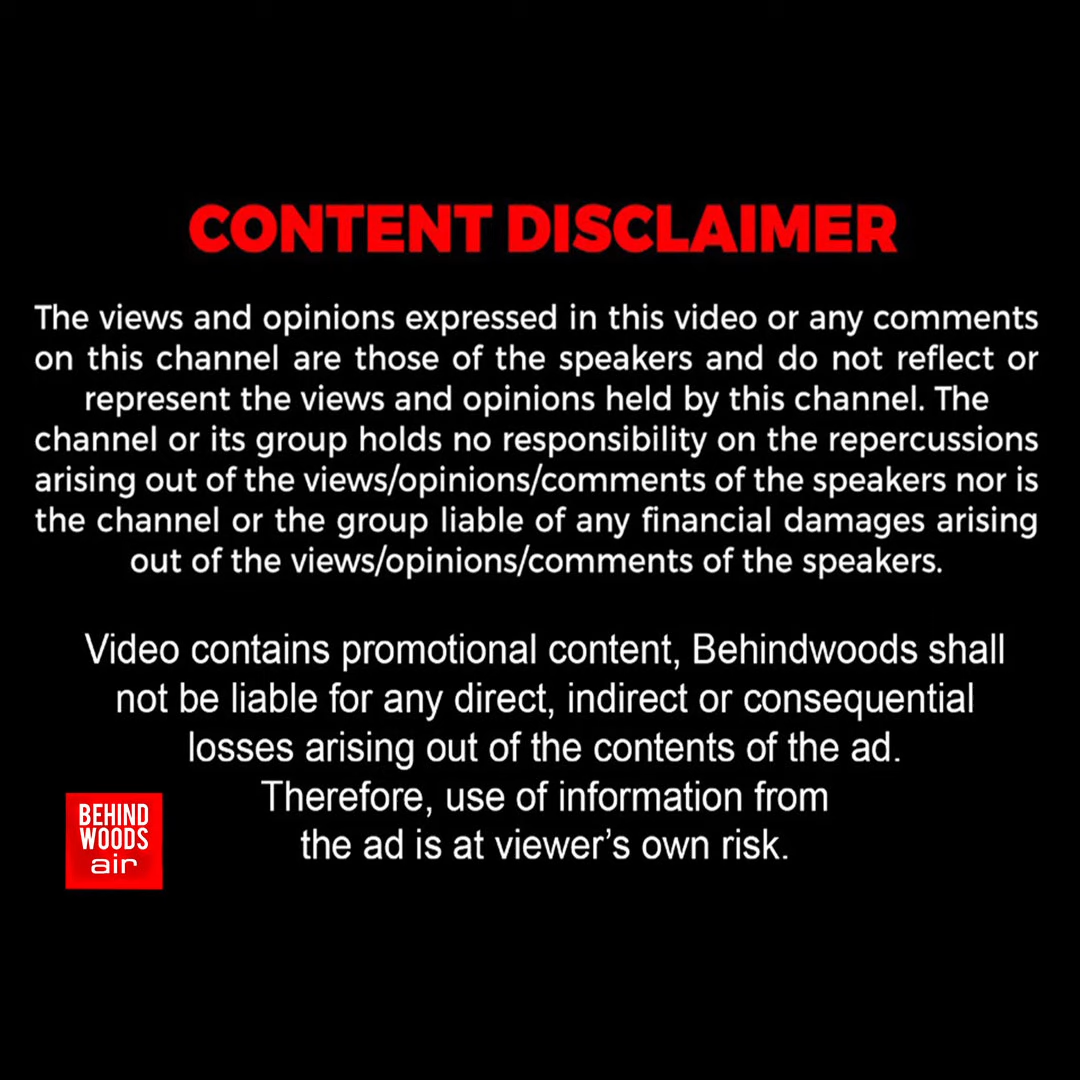 CONTENT DISCLAIMER
The views and opinions expressed in this video or any comments
on this channel are those of the speakers and do not reflect or
represent the views and opinions held by this channel. The
channel or its group holds no responsibility on the repercussions
arising out of the views/opinions/comments of the speakers nor is
the channel or the group liable of any financial damages arising
out of the views/opinions/comments of the speakers.
Video contains promotional content, Behindwoods shall
not be liable for any direct, indirect or consequential
losses arising out of the contents of the ad.
Therefore, use of information from
the ad is at viewer’s own risk.
BEHIND
WOODS
air